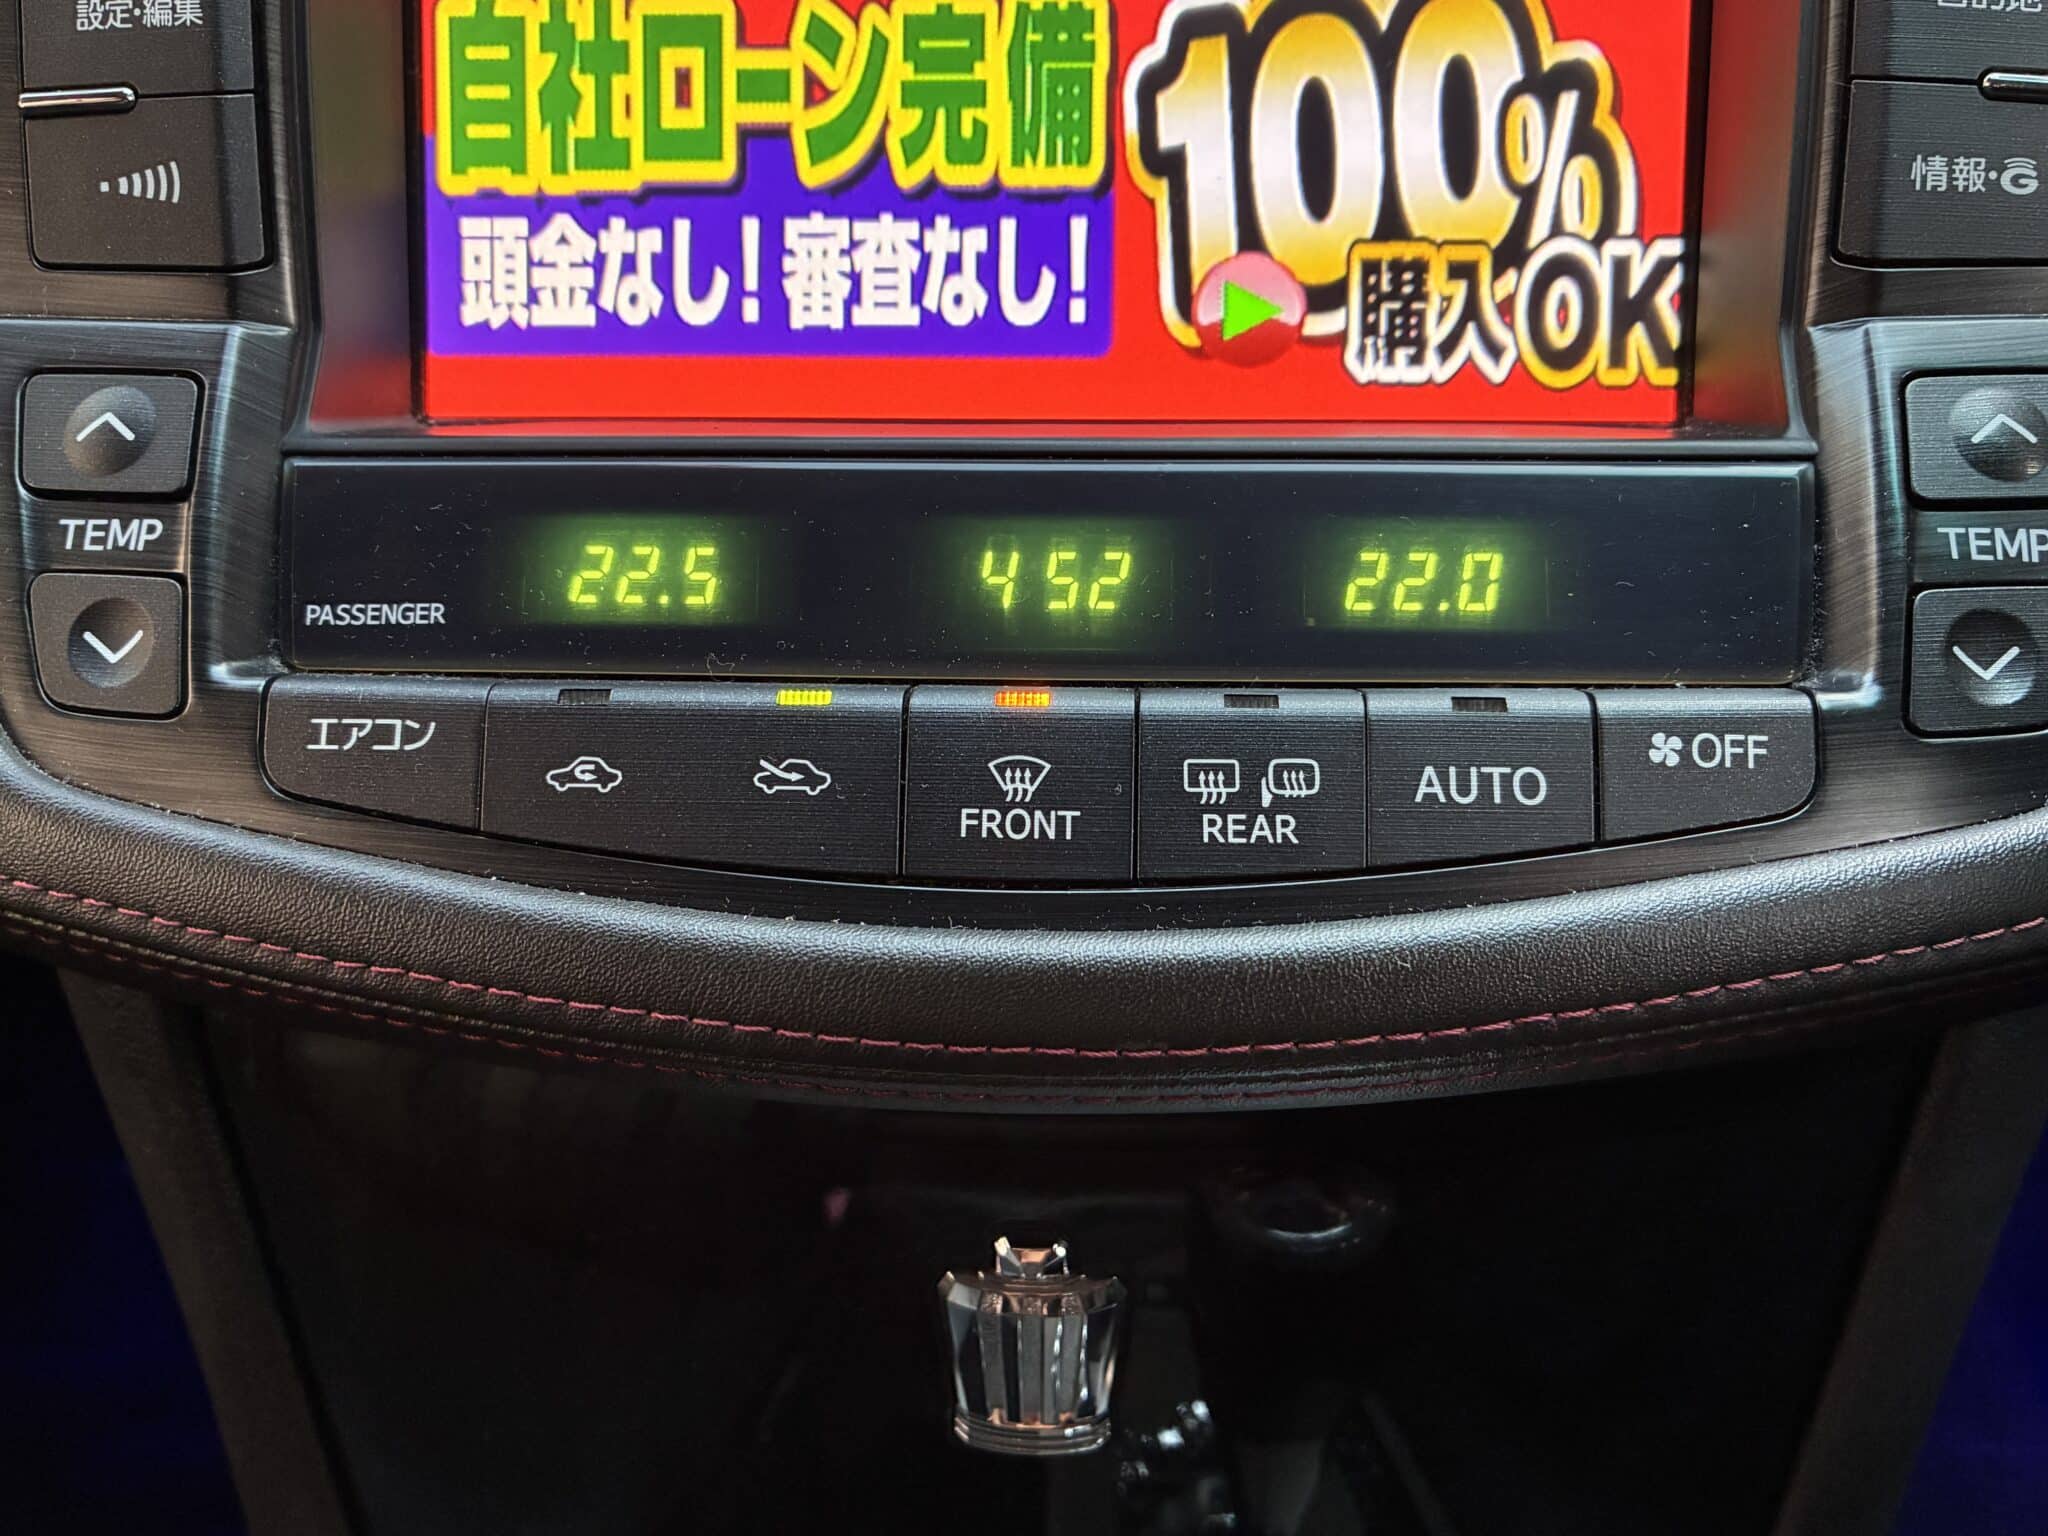 設定・編集
自社ローン完備
100%
情報・G
頭金なし！審査なし！
購入OK
TEMP
22.5
4 52
22.0
TEMP
PASSENGER
エアコン
FRONT
REAR
AUTO
OFF